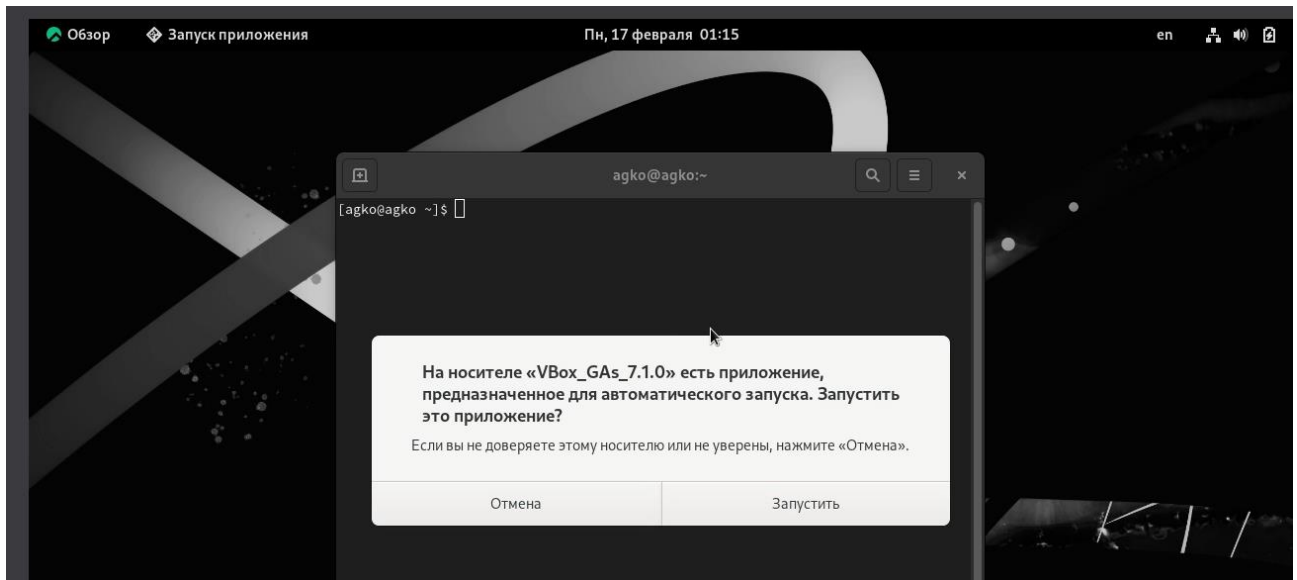 Обзор
Запуск приложения
Пн, 17 февраля 01:15
en
agko@agko:~
[agko@agko ~]$
На носителе «VBox_GAs_7.1.0» есть приложение,
предназначенное для автоматического запуска. Запустить
это приложение?
Если вы не доверяете этому носителю или не уверены, нажмите «Отмена».
Отмена
Запустить